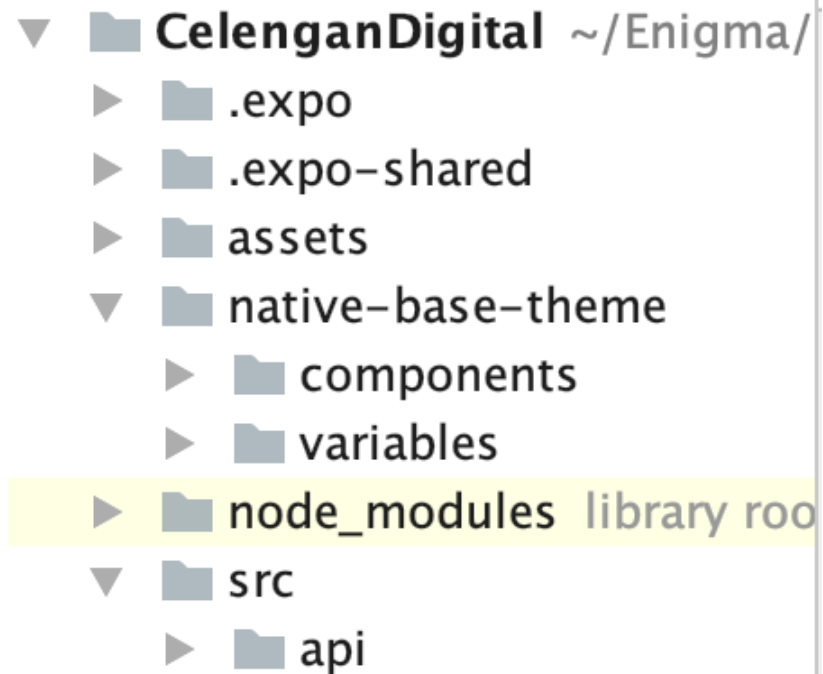 CelenganDigital ~/Enigma/
.expo
.expo-shared
assets
native-base-theme
components
variables
node_modules library roo
src
api